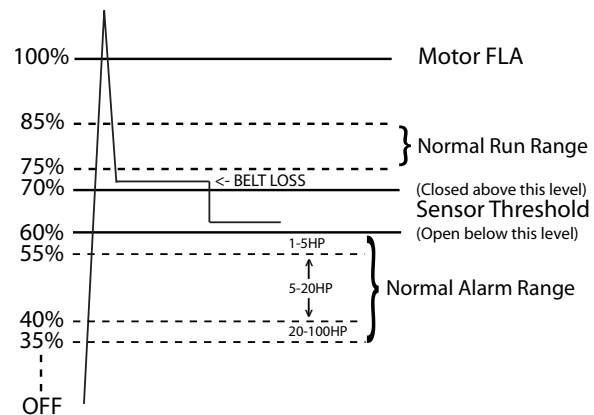 100% Motor FLA
85%
Normal Run Range
75%
<- BELT LOSS
70% (Closed above this level)
Sensor Threshold
60% (Open below this level)
1-5HP
55%
5-20HP Normal Alarm Range
40%
20-100HP
35%
OFF